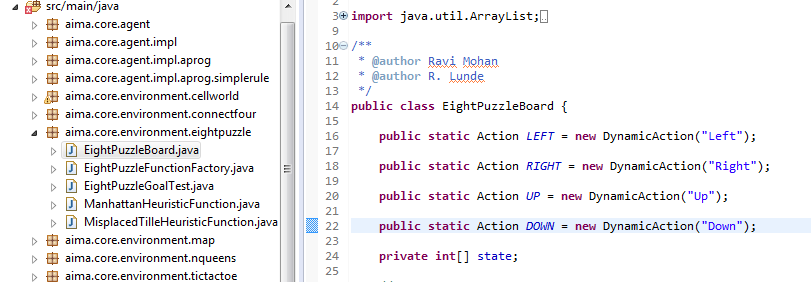 src/main/java
aima.core.agent
aima.core.agent.impl
aima.core.agent.impl.aprog
aima.core.agent.impl.aprog.simplerule
aima.core.environment.cellworld
aima.core.environment.connectfour
aima.core.environment.eightpuzzle
EightPuzzleBoard.java
EightPuzzleFunctionFactory.java
EightPuzzleGoalTest.java
ManhattanHeuristicFunction.java
MisplacedTilleHeuristicFunction.java
aima.core.environment.map
aima.core.environment.nqueens
aima.core.environment.tictactoe
2
3 import java.util.ArrayList;
9
10 /**
11 * @author Ravi Mohan
12 * @author R. Lunde
13 */
14 public class EightPuzzleBoard {
15
16 public static Action LEFT = new DynamicAction("Left");
17
18 public static Action RIGHT = new DynamicAction("Right");
19
20 public static Action UP = new DynamicAction("Up");
21
22 public static Action DOWN = new DynamicAction("Down");
23
24 private int[] state;
25